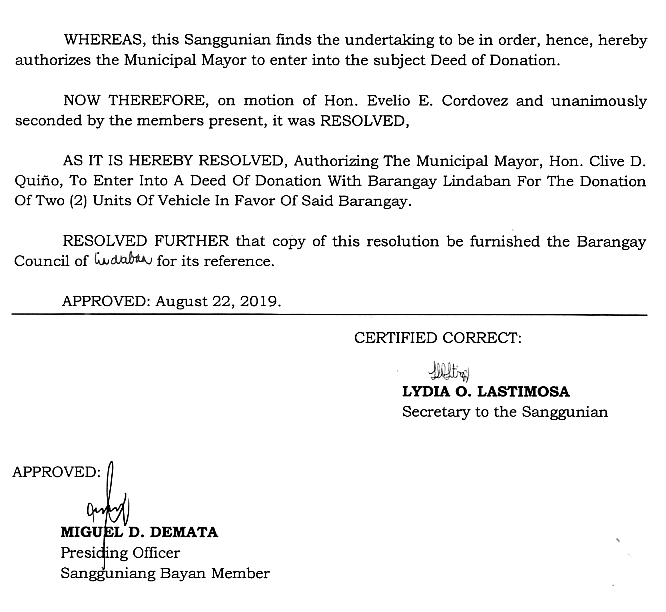 WHEREAS, this Sanggunian finds the undertaking to be in order, hence, hereby
authorizes the Municipal Mayor to enter into the subject Deed of Donation.
NOW THEREFORE, on motion of Hon. Evelio E. Cordovez and unanimously
seconded by the members present, it was RESOLVED,
AS IT IS HEREBY RESOLVED, Authorizing The Municipal Mayor, Hon. Clive D.
Quiño, To Enter Into A Deed Of Donation With Barangay Lindaban For The Donation
Of Two (2) Units Of Vehicle In Favor Of Said Barangay.
RESOLVED FURTHER that copy of this resolution be furnished the Barangay
Council of Lindaban for its reference.
APPROVED: August 22, 2019.
CERTIFIED CORRECT:
LYDIA O. LASTIMOSA
Secretary to the Sanggunian
APPROVED:
MIGUEL D. DEMATA
Presiding Officer
Sangguniang Bayan Member